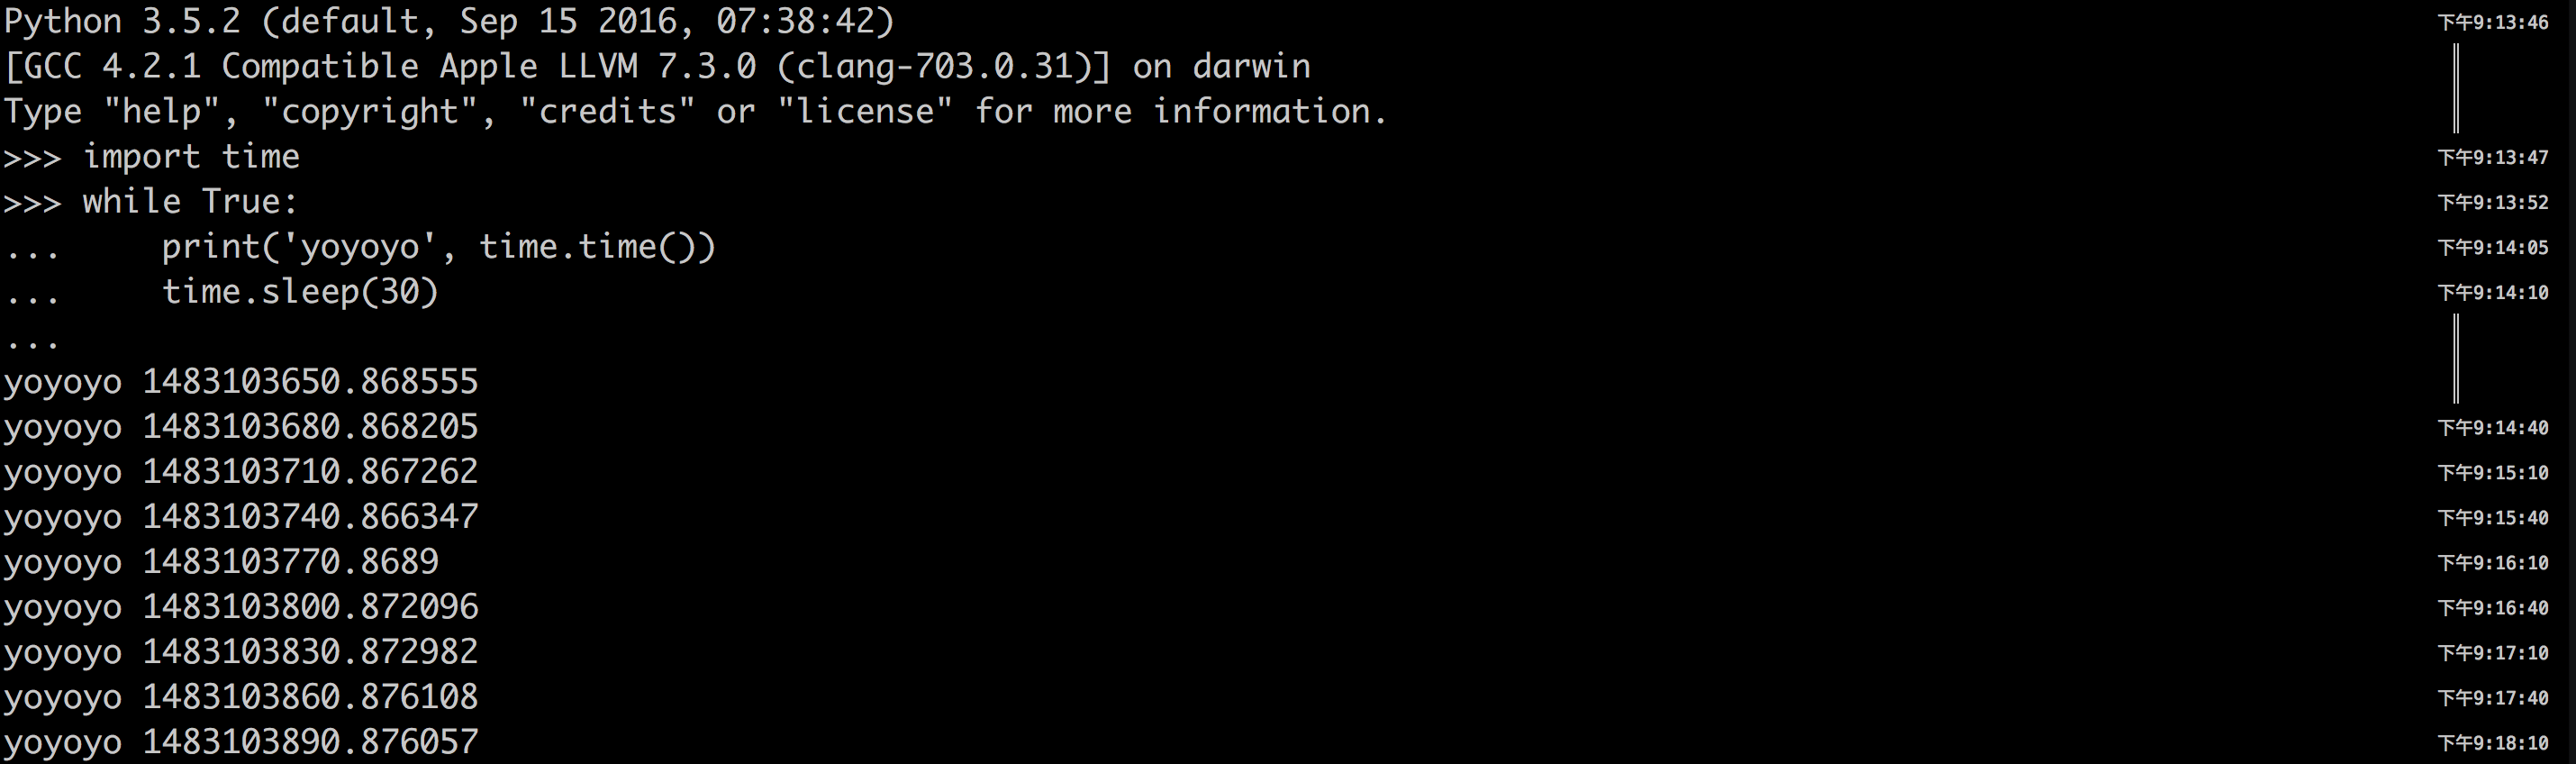 Python 3.5.2 (default, Sep 15 2016, 07:38:42) 下午9:13:46
[GCC 4.2.1 Compatible Apple LLVM 7.3.0 (clang-703.0.31)] on darwin
Type "help", "copyright", "credits" or "license" for more information.
>>> import time 下午9:13:47
>>> while True: 下午9:13:52
...     print('yoyoyo', time.time()) 下午9:14:05
...     time.sleep(30) 下午9:14:10
...
yoyoyo 1483103650.868555
yoyoyo 1483103680.868205 下午9:14:40
yoyoyo 1483103710.867262 下午9:15:10
yoyoyo 1483103740.866347 下午9:15:40
yoyoyo 1483103770.8689 下午9:16:10
yoyoyo 1483103800.872096 下午9:16:40
yoyoyo 1483103830.872982 下午9:17:10
yoyoyo 1483103860.876108 下午9:17:40
yoyoyo 1483103890.876057 下午9:18:10